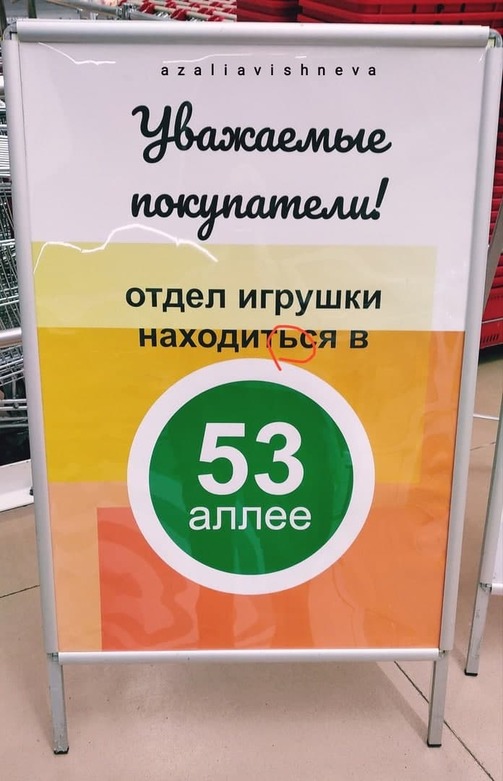 azaliavishneva
Уважаемые
покупатели!
отдел игрушки
находиться в
53
аллее